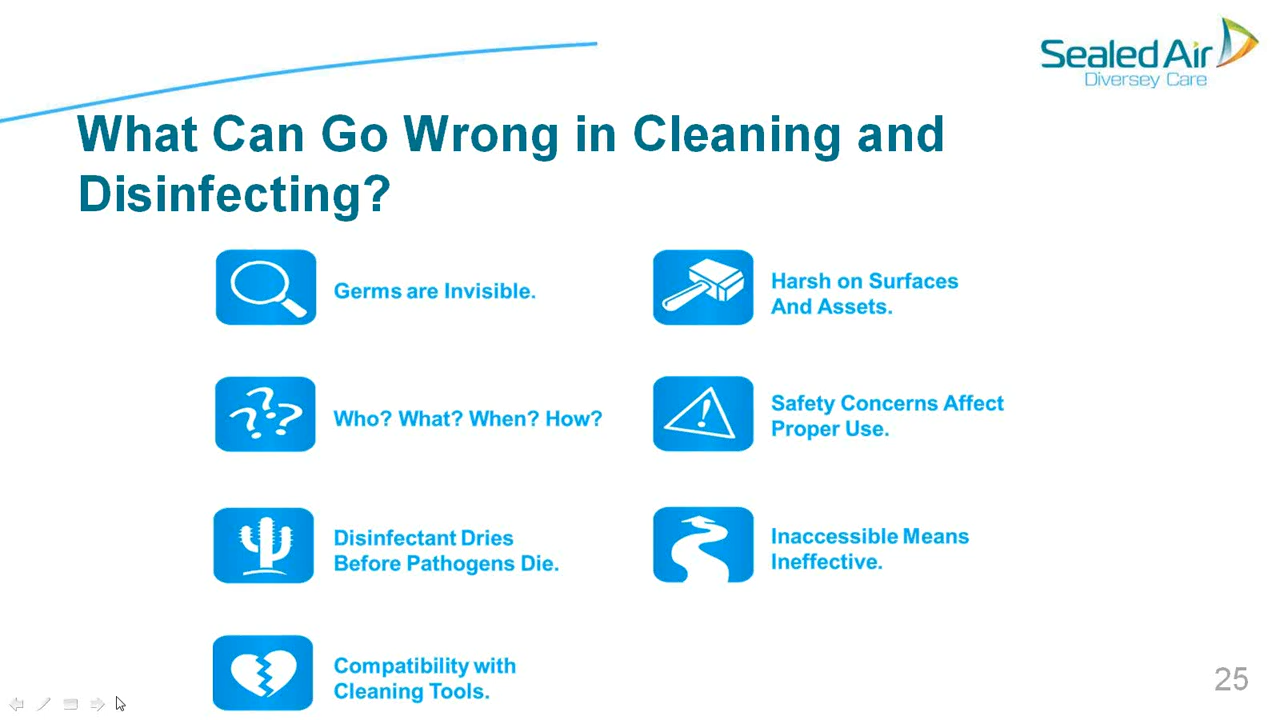 Sealed Air
Diversey Care
What Can Go Wrong in Cleaning and
Disinfecting?
Germs are Invisible.
Who? What? When? How?
Disinfectant Dries
Before Pathogens Die.
Compatibility with
Cleaning Tools.
Harsh on Surfaces
And Assets.
Safety Concerns Affect
Proper Use.
Inaccessible Means
Ineffective.
25